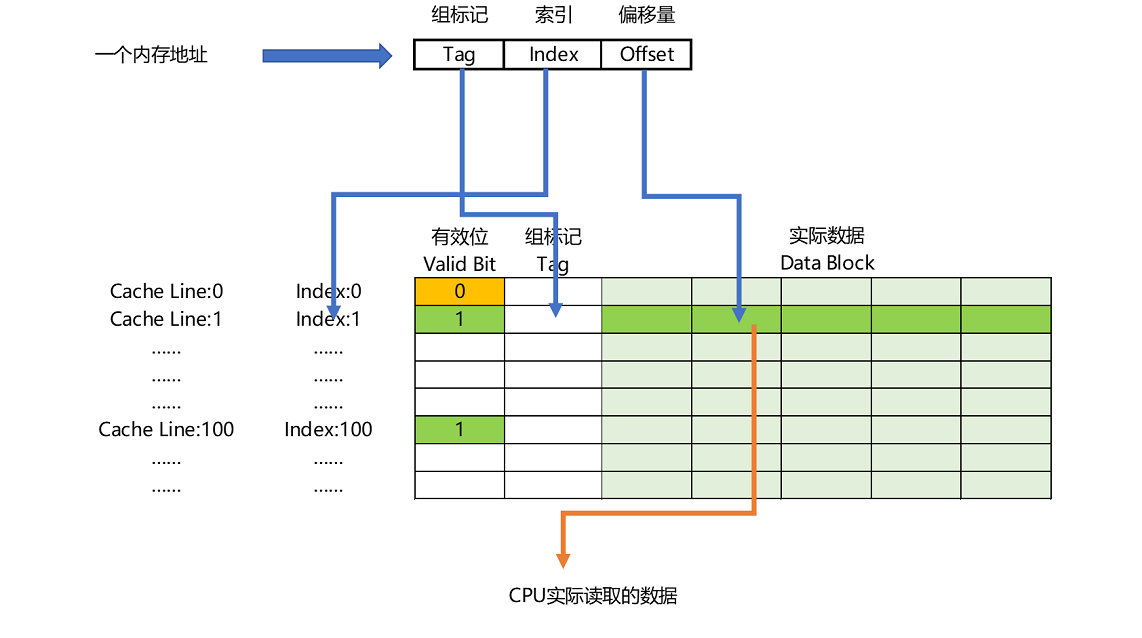 组标记 索引 偏移量
一个内存地址 Tag Index Offset
有效位 组标记 实际数据
Valid Bit Tag Data Block
Cache Line:0 Index:0 0
Cache Line:1 Index:1 1
...... ......
...... ......
...... ......
Cache Line:100 Index:100 1
...... ......
...... ......
CPU实际读取的数据